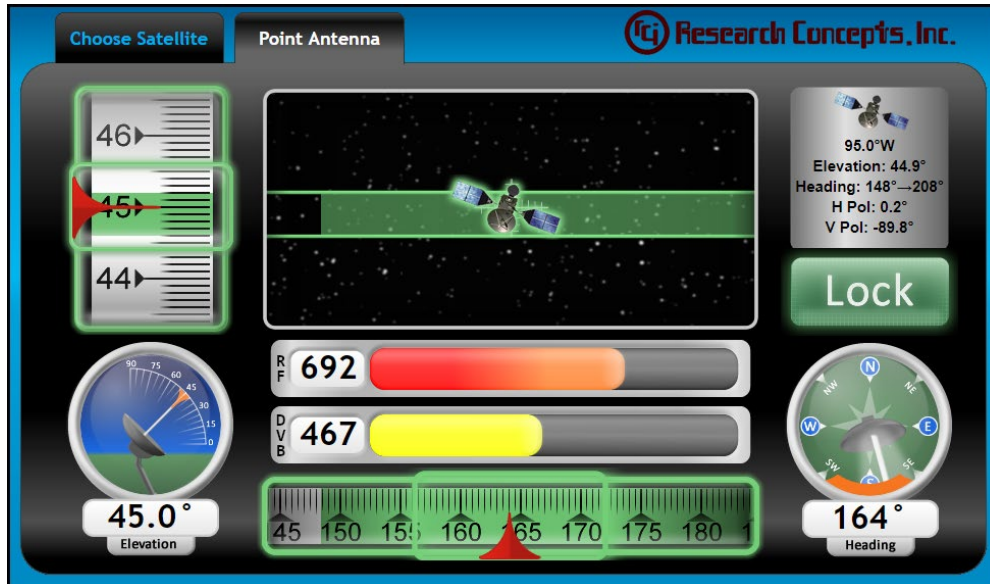 Choose Satellite
Point Antenna
rci Research Concepts, Inc.
46
45
44
95.0°W
Elevation: 44.9°
Heading: 148°→208°
H Pol: 0.2°
V Pol: -89.8°
Lock
RF 692
DVB 467
90 75 60 45 30 15 0
45.0°
Elevation
45 150 155 160 165 170 175 180 1
N
NW NE
W E
SW SE
S
164°
Heading